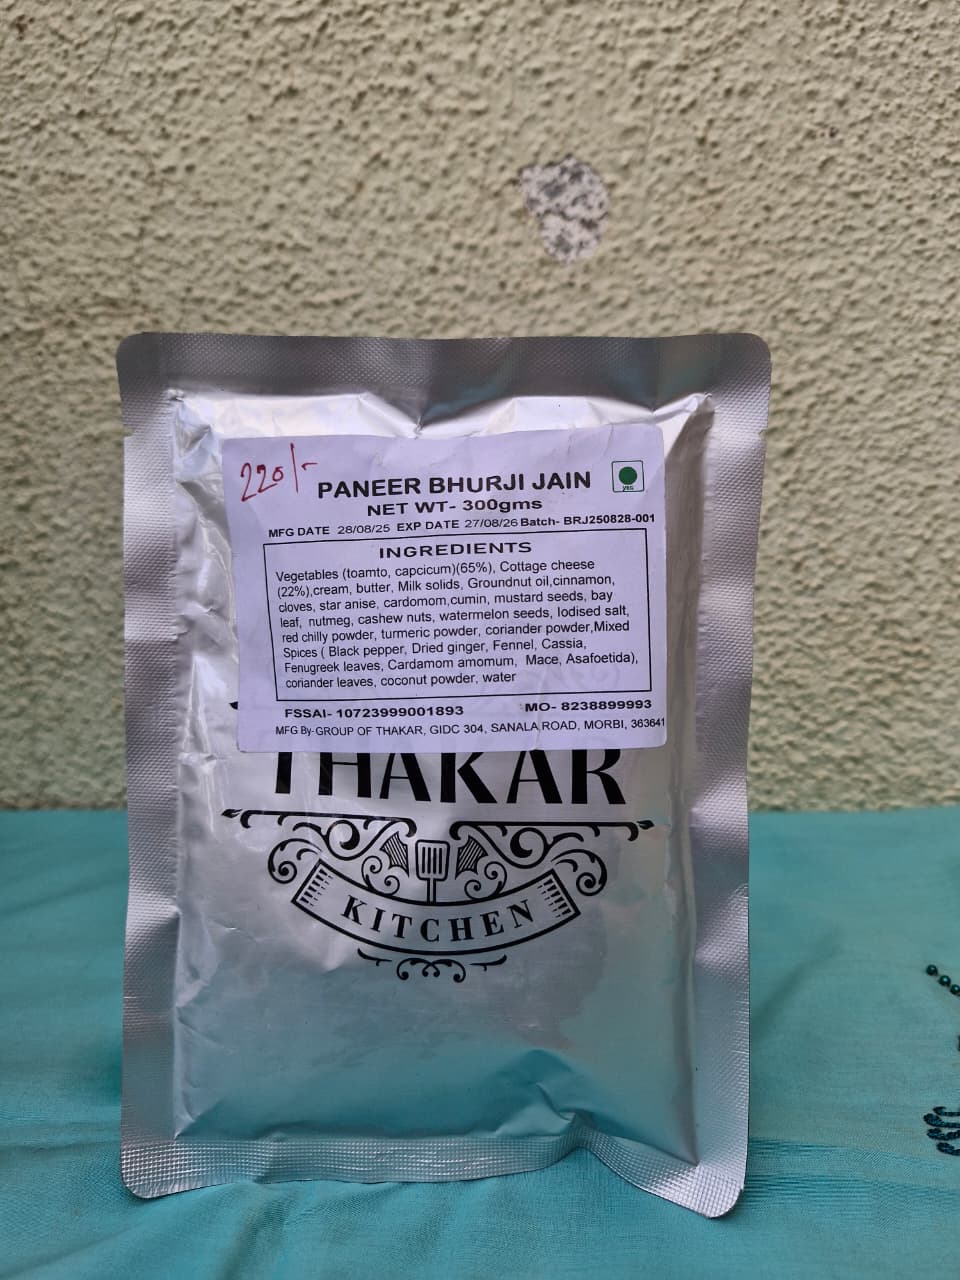 220/-
PANEER BHURJI JAIN
veg
NET WT- 300gms
MFG DATE 28/08/25 EXP DATE 27/08/26 Batch- BRJ250828-001
INGREDIENTS
Vegetables (toamto, capcicum)(65%), Cottage cheese
(22%),cream, butter, Milk solids, Groundnut oil,cinnamon,
cloves, star anise, cardomom,cumin, mustard seeds, bay
leaf, nutmeg, cashew nuts, watermelon seeds, Iodised salt,
red chilly powder, turmeric powder, coriander powder,Mixed
Spices ( Black pepper, Dried ginger, Fennel, Cassia,
Fenugreek leaves, Cardamom amomum, Mace, Asafoetida),
coriander leaves, coconut powder, water
FSSAI- 10723999001893 MO- 8238899993
MFG By-GROUP OF THAKAR, GIDC 304, SANALA ROAD, MORBI, 363641
THAKAR
KITCHEN